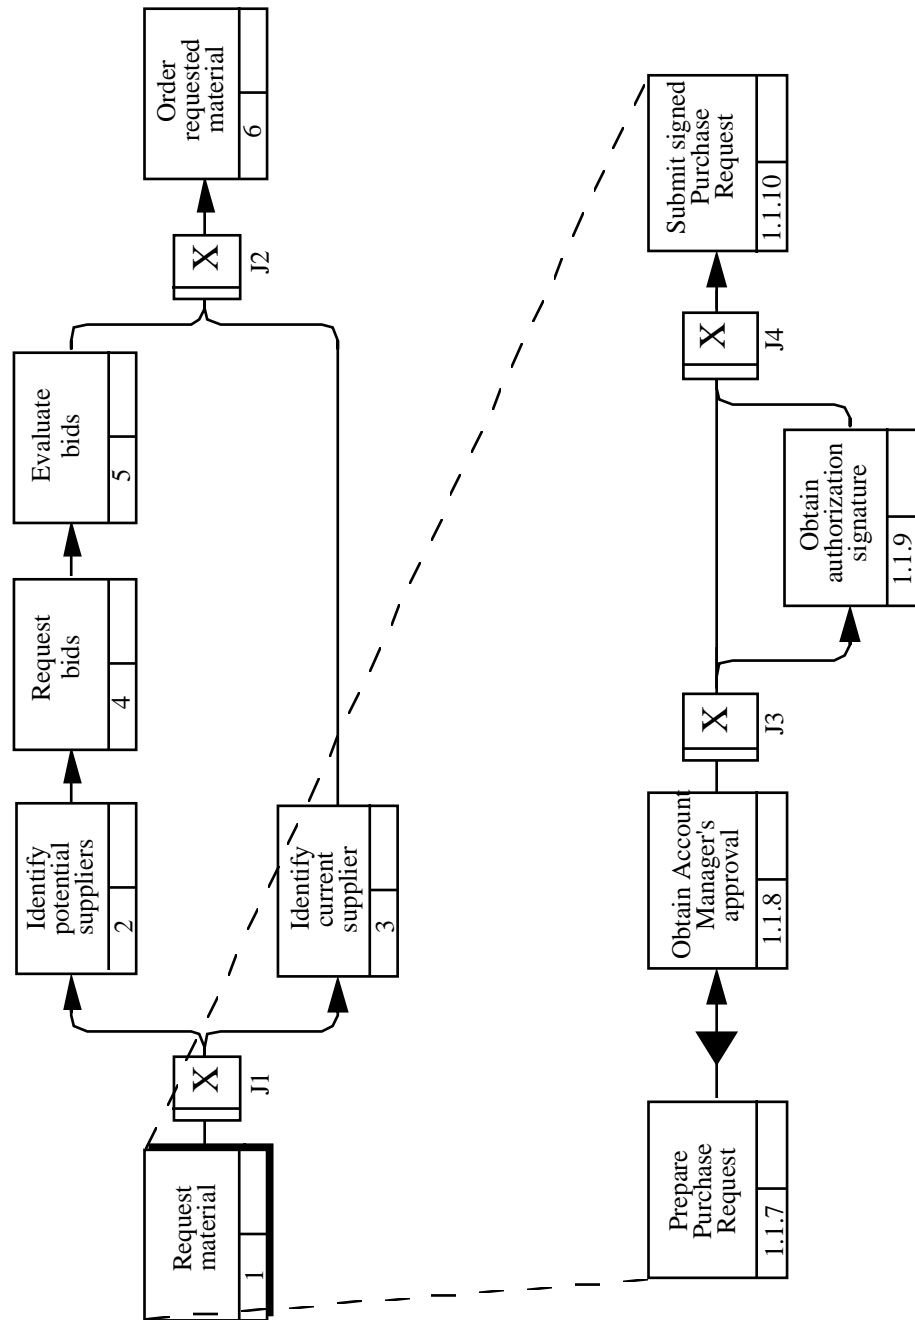 Request
material
1
X
J1
Identify
potential
suppliers
2
Request
bids
4
Evaluate
bids
5
Identify
current
supplier
3
X
J2
Order
requested
material
6
Prepare
Purchase
Request
1.1.7
Obtain Account
Manager's
approval
1.1.8
X
J3
Obtain
authorization
signature
1.1.9
X
J4
Submit signed
Purchase
Request
1.1.10